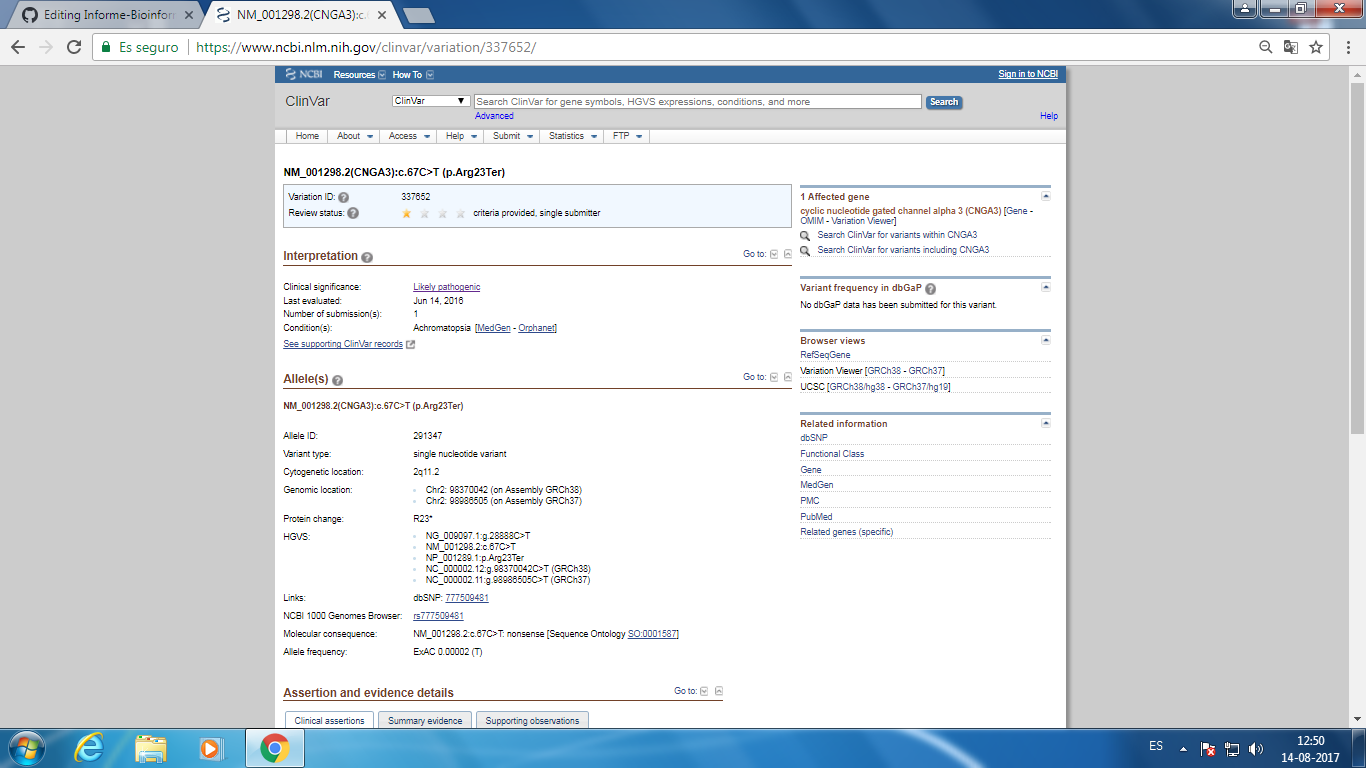 Editing Informe-Bioinform
NM_001298.2(CNGA3):c.6
Es seguro https://www.ncbi.nlm.nih.gov/clinvar/variation/337652/
NCBI Resources How To Sign in to NCBI
ClinVar ClinVar Search ClinVar for gene symbols, HGVS expressions, conditions, and more Search
Advanced Help
Home About Access Help Submit Statistics FTP
NM_001298.2(CNGA3):c.67C>T (p.Arg23Ter)
Variation ID: ? 337652
Review status: ? criteria provided, single submitter
Interpretation ? Go to:
Clinical significance: Likely pathogenic
Last evaluated: Jun 14, 2016
Number of submission(s): 1
Condition(s): Achromatopsia [MedGen - Orphanet]
See supporting ClinVar records
Allele(s) ? Go to:
NM_001298.2(CNGA3):c.67C>T (p.Arg23Ter)
Allele ID: 291347
Variant type: single nucleotide variant
Cytogenetic location: 2q11.2
Genomic location: Chr2: 98370042 (on Assembly GRCh38)
Chr2: 98986505 (on Assembly GRCh37)
Protein change: R23*
HGVS: NG_009097.1:g.28888C>T
NM_001298.2:c.67C>T
NP_001289.1:p.Arg23Ter
NC_000002.12:g.98370042C>T (GRCh38)
NC_000002.11:g.98986505C>T (GRCh37)
Links: dbSNP: 777509481
NCBI 1000 Genomes Browser: rs777509481
Molecular consequence: NM_001298.2:c.67C>T: nonsense [Sequence Ontology SO:0001587]
Allele frequency: ExAC 0.00002 (T)
Assertion and evidence details Go to:
Clinical assertions Summary evidence Supporting observations
1 Affected gene
cyclic nucleotide gated channel alpha 3 (CNGA3) [Gene -
OMIM - Variation Viewer]
Search ClinVar for variants within CNGA3
Search ClinVar for variants including CNGA3
Variant frequency in dbGaP ?
No dbGaP data has been submitted for this variant.
Browser views
RefSeqGene
Variation Viewer [GRCh38 - GRCh37]
UCSC [GRCh38/hg38 - GRCh37/hg19]
Related information
dbSNP
Functional Class
Gene
MedGen
PMC
PubMed
Related genes (specific)
ES 12:50
14-08-2017